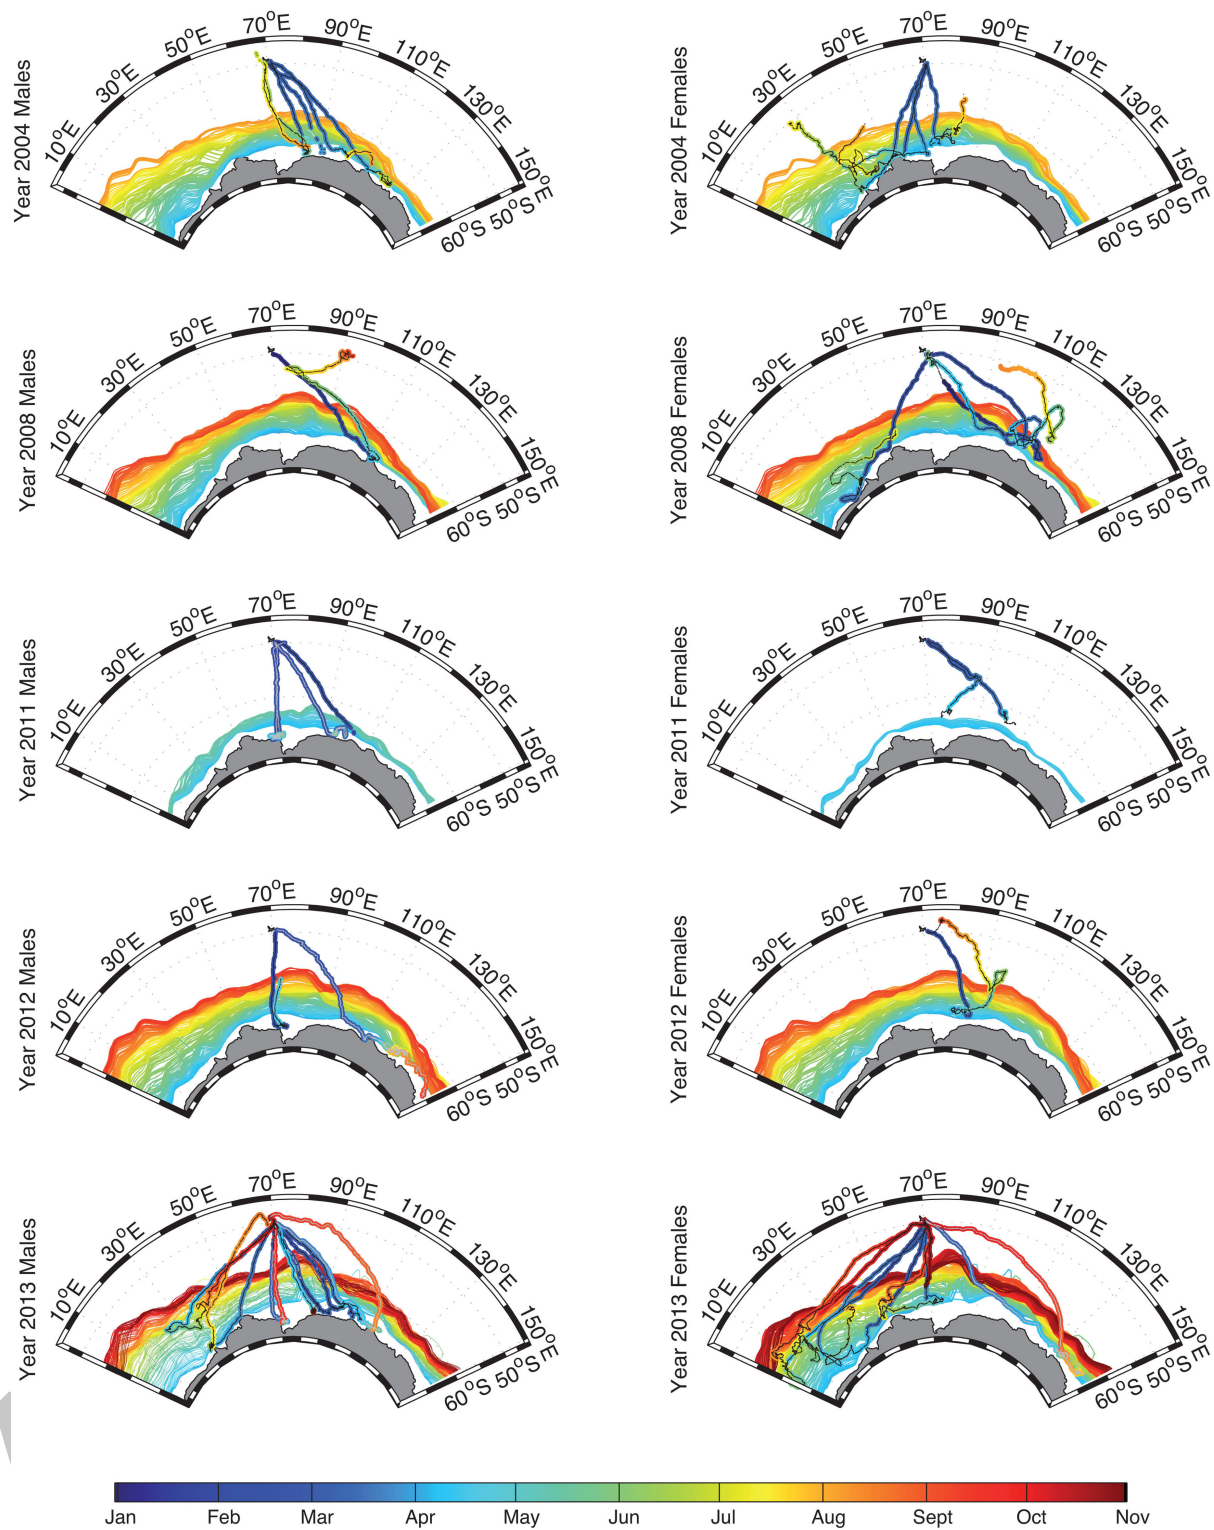 Year 2004 Males
10°E 30°E 50°E 70°E 90°E 110°E 130°E 150°E
60°S 50°S
Year 2004 Females
10°E 30°E 50°E 70°E 90°E 110°E 130°E 150°E
60°S 50°S
Year 2008 Males
10°E 30°E 50°E 70°E 90°E 110°E 130°E 150°E
60°S 50°S
Year 2008 Females
10°E 30°E 50°E 70°E 90°E 110°E 130°E 150°E
60°S 50°S
Year 2011 Males
10°E 30°E 50°E 70°E 90°E 110°E 130°E 150°E
60°S 50°S
Year 2011 Females
10°E 30°E 50°E 70°E 90°E 110°E 130°E 150°E
60°S 50°S
Year 2012 Males
10°E 30°E 50°E 70°E 90°E 110°E 130°E 150°E
60°S 50°S
Year 2012 Females
10°E 30°E 50°E 70°E 90°E 110°E 130°E 150°E
60°S 50°S
Year 2013 Males
10°E 30°E 50°E 70°E 90°E 110°E 130°E 150°E
60°S 50°S
Year 2013 Females
10°E 30°E 50°E 70°E 90°E 110°E 130°E 150°E
60°S 50°S
Jan Feb Mar Apr May Jun Jul Aug Sept Oct Nov